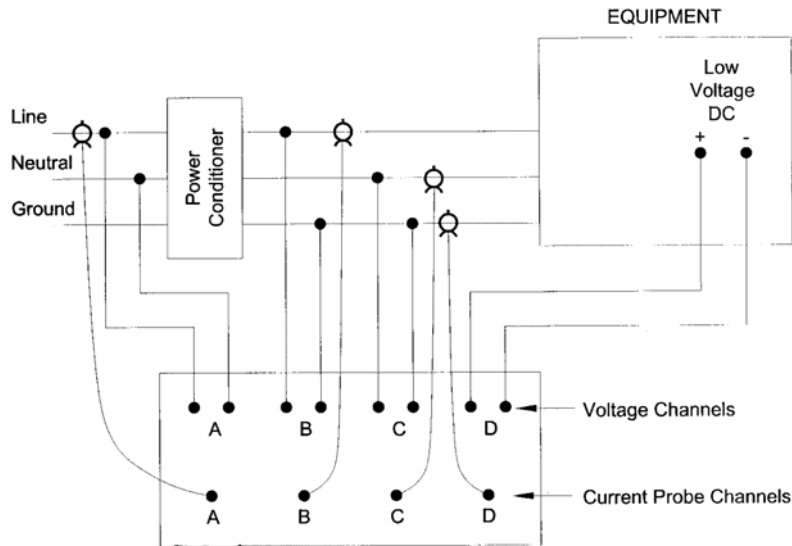 EQUIPMENT
Low
Voltage
DC
+ -
Line
Neutral
Ground
Power
Conditioner
A B C D
Voltage Channels
A B C D
Current Probe Channels